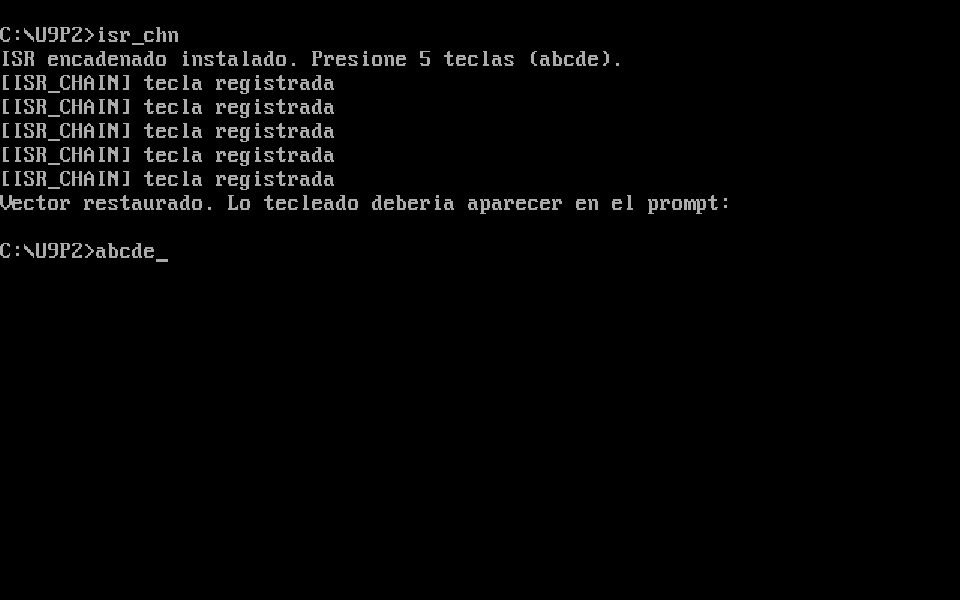 C:\U9P2>isr_chn
ISR encadenado instalado. Presione 5 teclas (abcde).
[ISR_CHAIN] tecla registrada
[ISR_CHAIN] tecla registrada
[ISR_CHAIN] tecla registrada
[ISR_CHAIN] tecla registrada
[ISR_CHAIN] tecla registrada
Vector restaurado. Lo tecleado deberia aparecer en el prompt:
C:\U9P2>abcde_